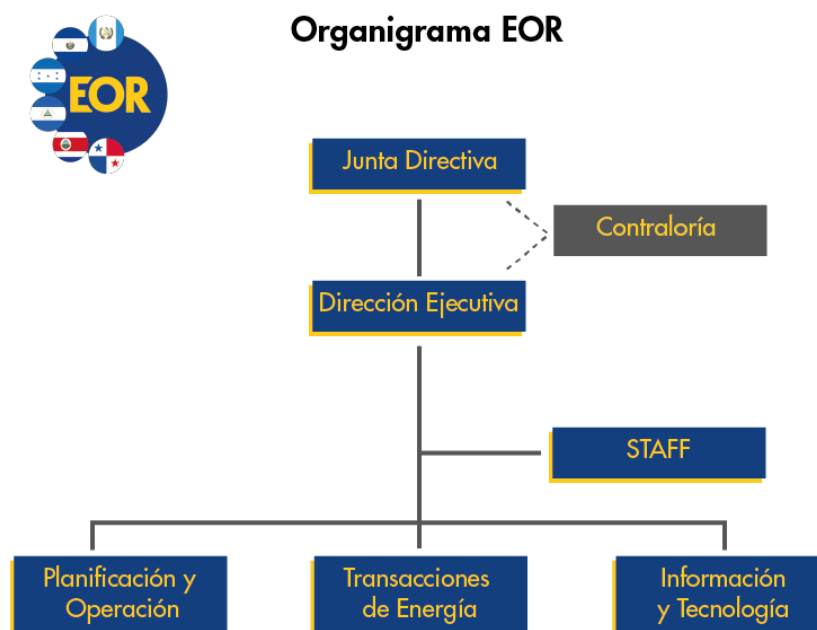 Organigrama EOR
EOR
Junta Directiva
Contraloría
Dirección Ejecutiva
STAFF
Planificación y
Operación
Transacciones
de Energía
Información
y Tecnología